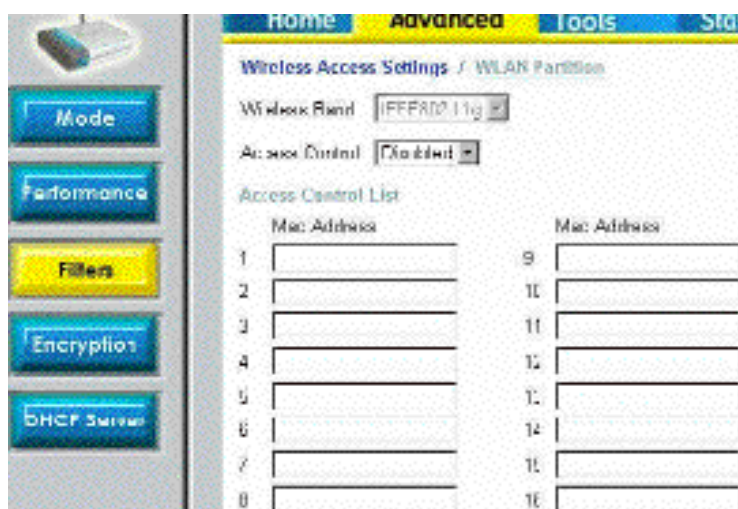 Home Advanced Tools Sta
Wireless Access Settings / WLAN Partition
Mode
Wireless Band IEEE802.11g
Access Control Disabled
Performance
Access Control List
Mac Address Mac Address
Filters
1 9
2 10
3 11
Encryption
4 12
5 13
DHCP Server
6 14
7 15
8 16